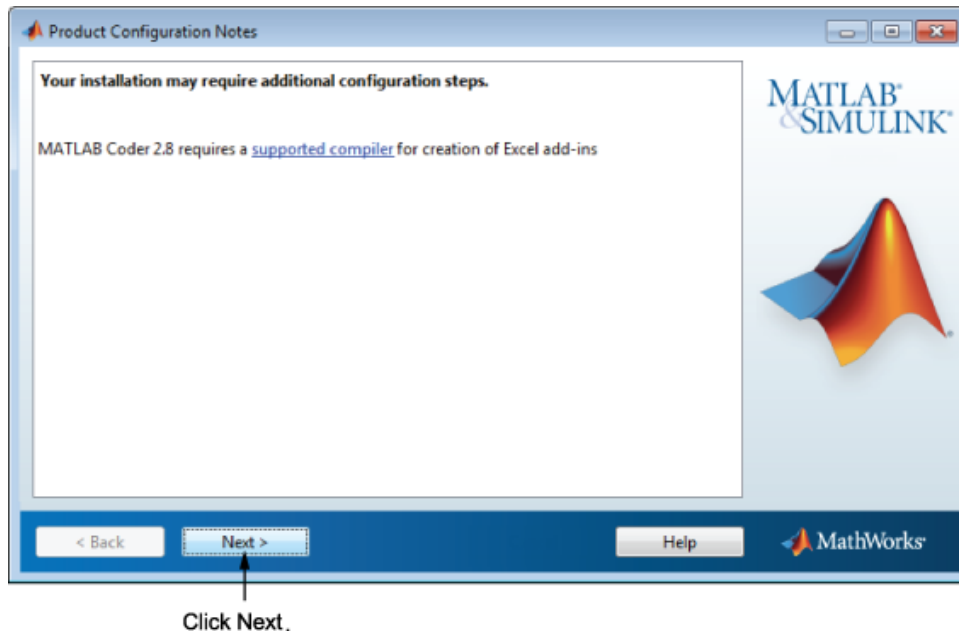 Product Configuration Notes
Your installation may require additional configuration steps.
MATLAB Coder 2.8 requires a supported compiler for creation of Excel add-ins
MATLAB®
&SIMULINK®
®
< Back
Next >
Help
MathWorks®
Click Next.